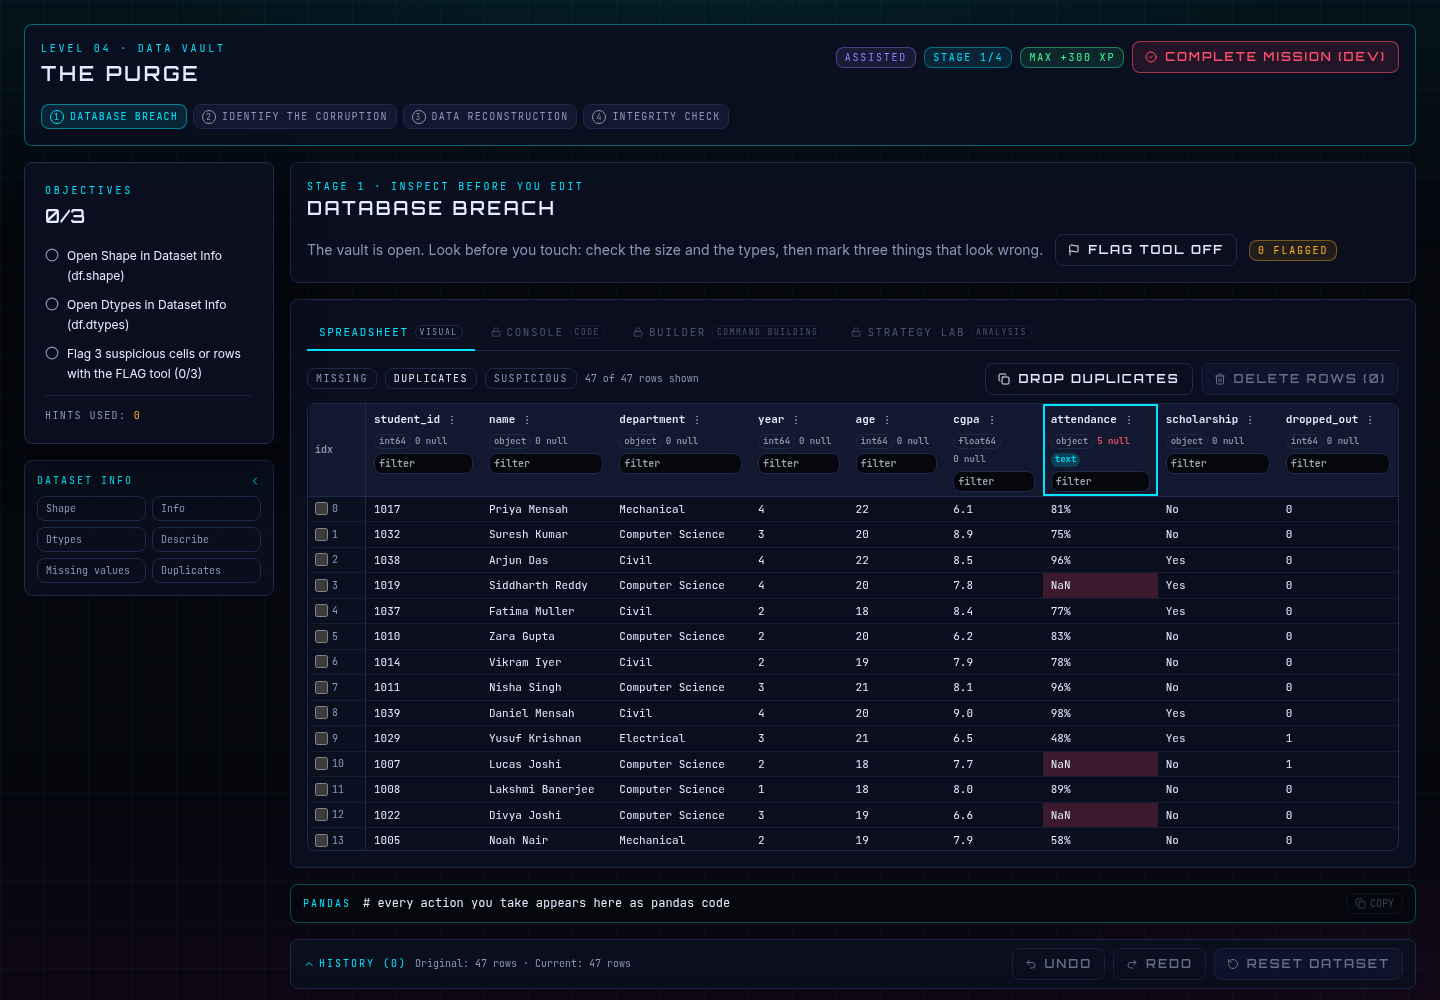 LEVEL 04 · DATA VAULT
THE PURGE
ASSISTED STAGE 1/4 MAX +300 XP COMPLETE MISSION (DEV)
1 DATABASE BREACH 2 IDENTIFY THE CORRUPTION 3 DATA RECONSTRUCTION 4 INTEGRITY CHECK
OBJECTIVES
0/3
Open Shape in Dataset Info
(df.shape)
Open Dtypes in Dataset Info
(df.dtypes)
Flag 3 suspicious cells or rows
with the FLAG tool (0/3)
HINTS USED: 0
DATASET INFO
Shape Info
Dtypes Describe
Missing values Duplicates
STAGE 1 · INSPECT BEFORE YOU EDIT
DATABASE BREACH
The vault is open. Look before you touch: check the size and the types, then mark three things that look wrong. FLAG TOOL OFF 0 FLAGGED
SPREADSHEET VISUAL CONSOLE CODE BUILDER COMMAND BUILDING STRATEGY LAB ANALYSIS
MISSING DUPLICATES SUSPICIOUS 47 of 47 rows shown DROP DUPLICATES DELETE ROWS (0)
idx student_id name department year age cgpa attendance scholarship dropped_out
int64 0 null object 0 null object 0 null int64 0 null int64 0 null float64 0 null object 5 null text object 0 null int64 0 null
filter filter filter filter filter filter filter filter filter
0 1017 Priya Mensah Mechanical 4 22 6.1 81% No 0
1 1032 Suresh Kumar Computer Science 3 20 8.9 75% No 0
2 1038 Arjun Das Civil 4 22 8.5 96% Yes 0
3 1019 Siddharth Reddy Computer Science 4 20 7.8 NaN Yes 0
4 1037 Fatima Muller Civil 2 18 8.4 77% Yes 0
5 1010 Zara Gupta Computer Science 2 20 6.2 83% No 0
6 1014 Vikram Iyer Civil 2 19 7.9 78% No 0
7 1011 Nisha Singh Computer Science 3 21 8.1 96% No 0
8 1039 Daniel Mensah Civil 4 20 9.0 98% Yes 0
9 1029 Yusuf Krishnan Electrical 3 21 6.5 48% Yes 1
10 1007 Lucas Joshi Computer Science 2 18 7.7 NaN No 1
11 1008 Lakshmi Banerjee Computer Science 1 18 8.0 89% No 0
12 1022 Divya Joshi Computer Science 3 19 6.6 NaN No 0
13 1005 Noah Nair Mechanical 2 19 7.9 58% No 0
PANDAS # every action you take appears here as pandas code COPY
HISTORY (0) Original: 47 rows · Current: 47 rows UNDO REDO RESET DATASET